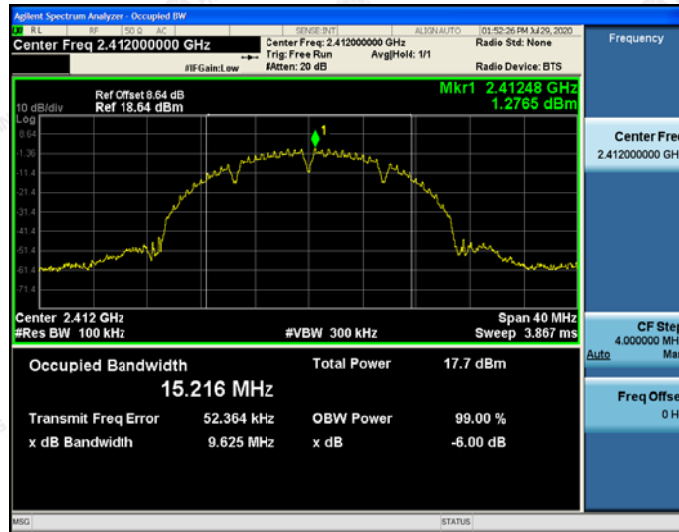 Agilent Spectrum Analyzer - Occupied BW
RL RF 50 Ω AC SENSE:INT ALIGN AUTO 01:52:26 PM Jul 29, 2020
Center Freq 2.412000000 GHz Center Freq: 2.412000000 GHz Radio Std: None
Trig: Free Run Avg|Hold: 1/1
#IFGain:Low #Atten: 20 dB Radio Device: BTS
Ref Offset 8.64 dB Mkr1 2.41248 GHz
10 dB/div Ref 18.64 dBm 1.2765 dBm
Log
8.64
1
-1.36
-11.4
-21.4
-31.4
-41.4
-51.4
-61.4
-71.4
Center 2.412 GHz Span 40 MHz
#Res BW 100 kHz #VBW 300 kHz Sweep 3.867 ms
Occupied Bandwidth Total Power 17.7 dBm
15.216 MHz
Transmit Freq Error 52.364 kHz OBW Power 99.00 %
x dB Bandwidth 9.625 MHz x dB -6.00 dB
MSG STATUS
Frequency
Center Fre
2.412000000 GH
CF Ste
4.000000 MH
Auto Ma
Freq Offse
0 H